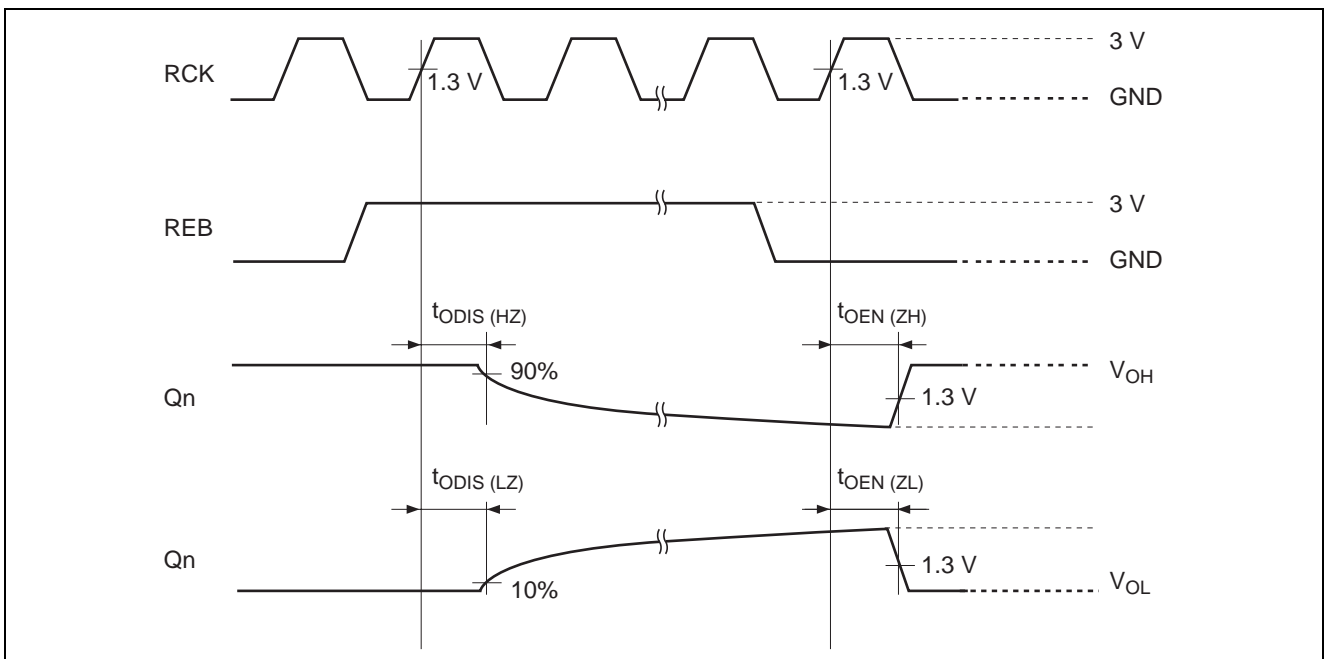 3 V
RCK
1.3 V
1.3 V
GND
3 V
REB
GND
tODIS (HZ)
tOEN (ZH)
90%
VOH
Qn
1.3 V
tODIS (LZ)
tOEN (ZL)
Qn
1.3 V
10%
VOL